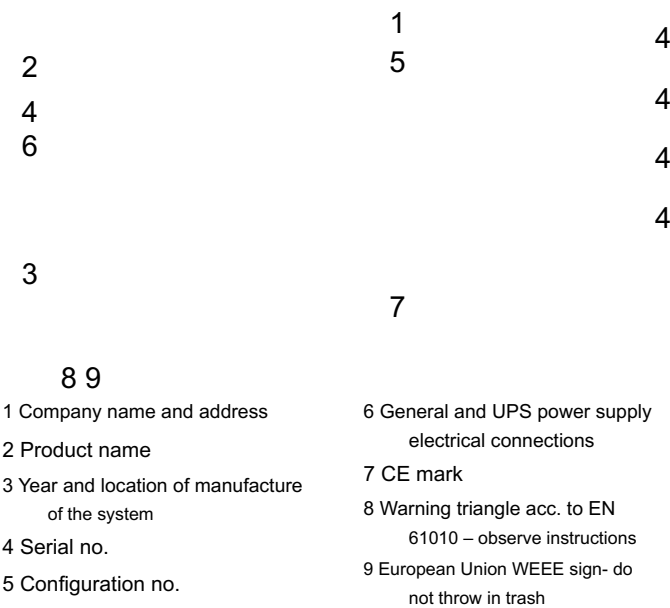 1
4
2
5
4
4
6
4
4
3
7
8 9
1 Company name and address
2 Product name
3 Year and location of manufacture
of the system
4 Serial no.
5 Configuration no.
6 General and UPS power supply
electrical connections
7 CE mark
8 Warning triangle acc. to EN
61010 – observe instructions
9 European Union WEEE sign- do
not throw in trash